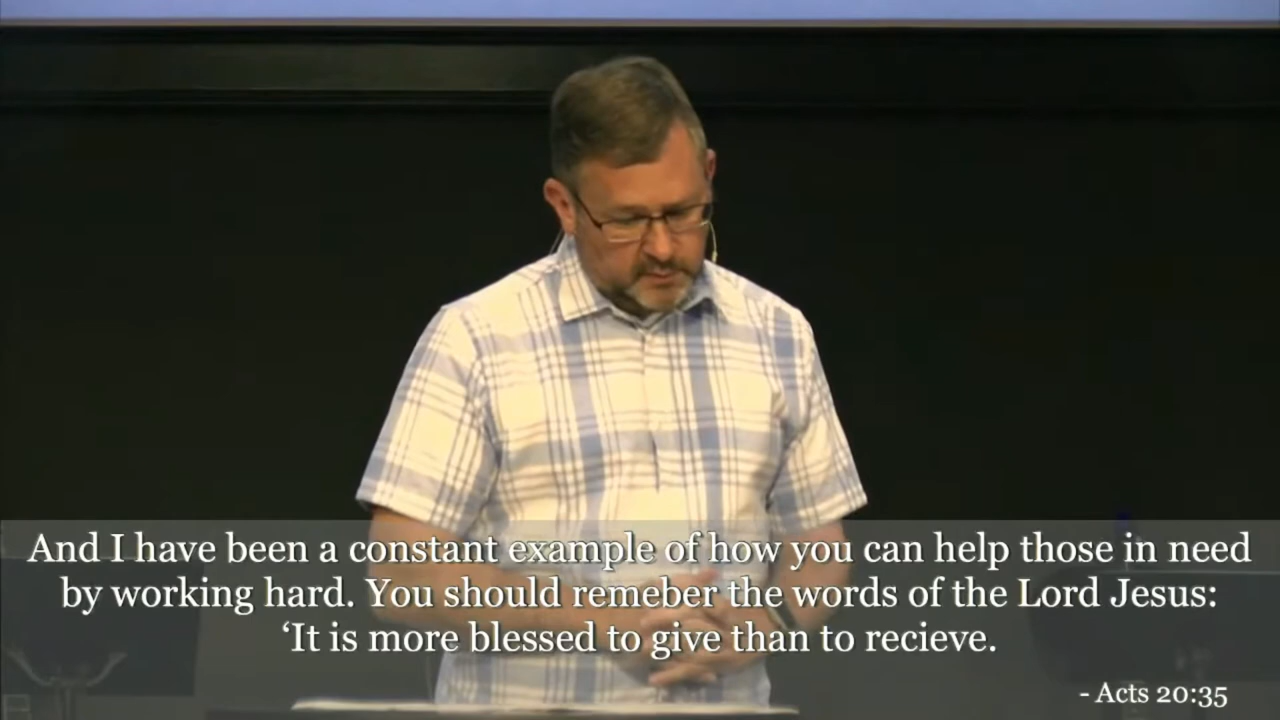 And I have been a constant example of how you can help those in need
by working hard. You should remeber the words of the Lord Jesus:
‘It is more blessed to give than to recieve.
- Acts 20:35